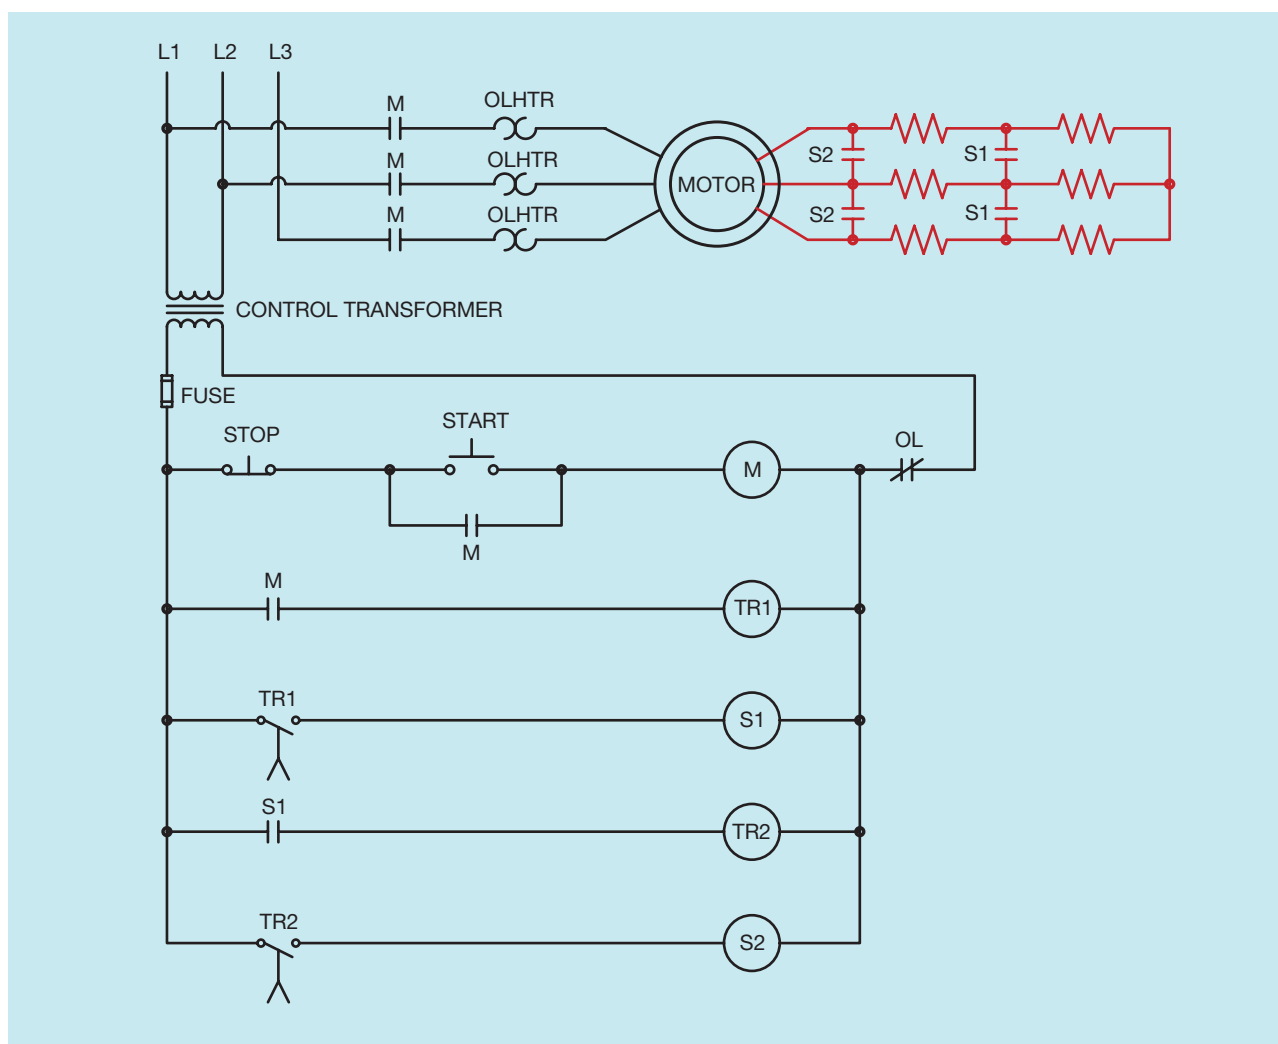 L1 L2 L3
M OLHTR
S2 S1
M OLHTR
MOTOR
S2 S1
M OLHTR
CONTROL TRANSFORMER
FUSE
STOP START OL
M
M
M
TR1
TR1
S1
S1
TR2
TR2
S2